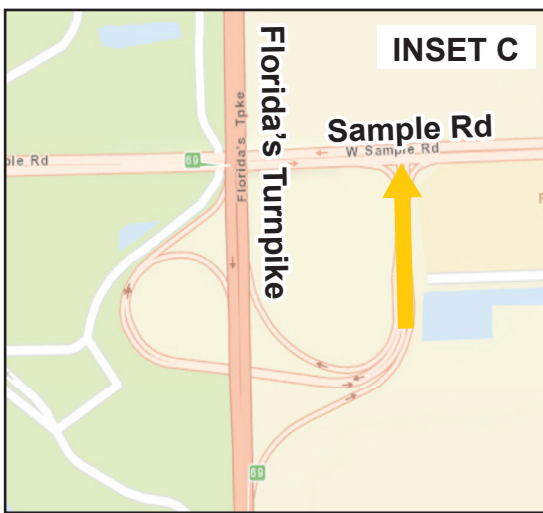 INSET C
Florida's Turnpike
Florida's Tpke
Sample Rd
W Sample Rd
ple Rd
69
69